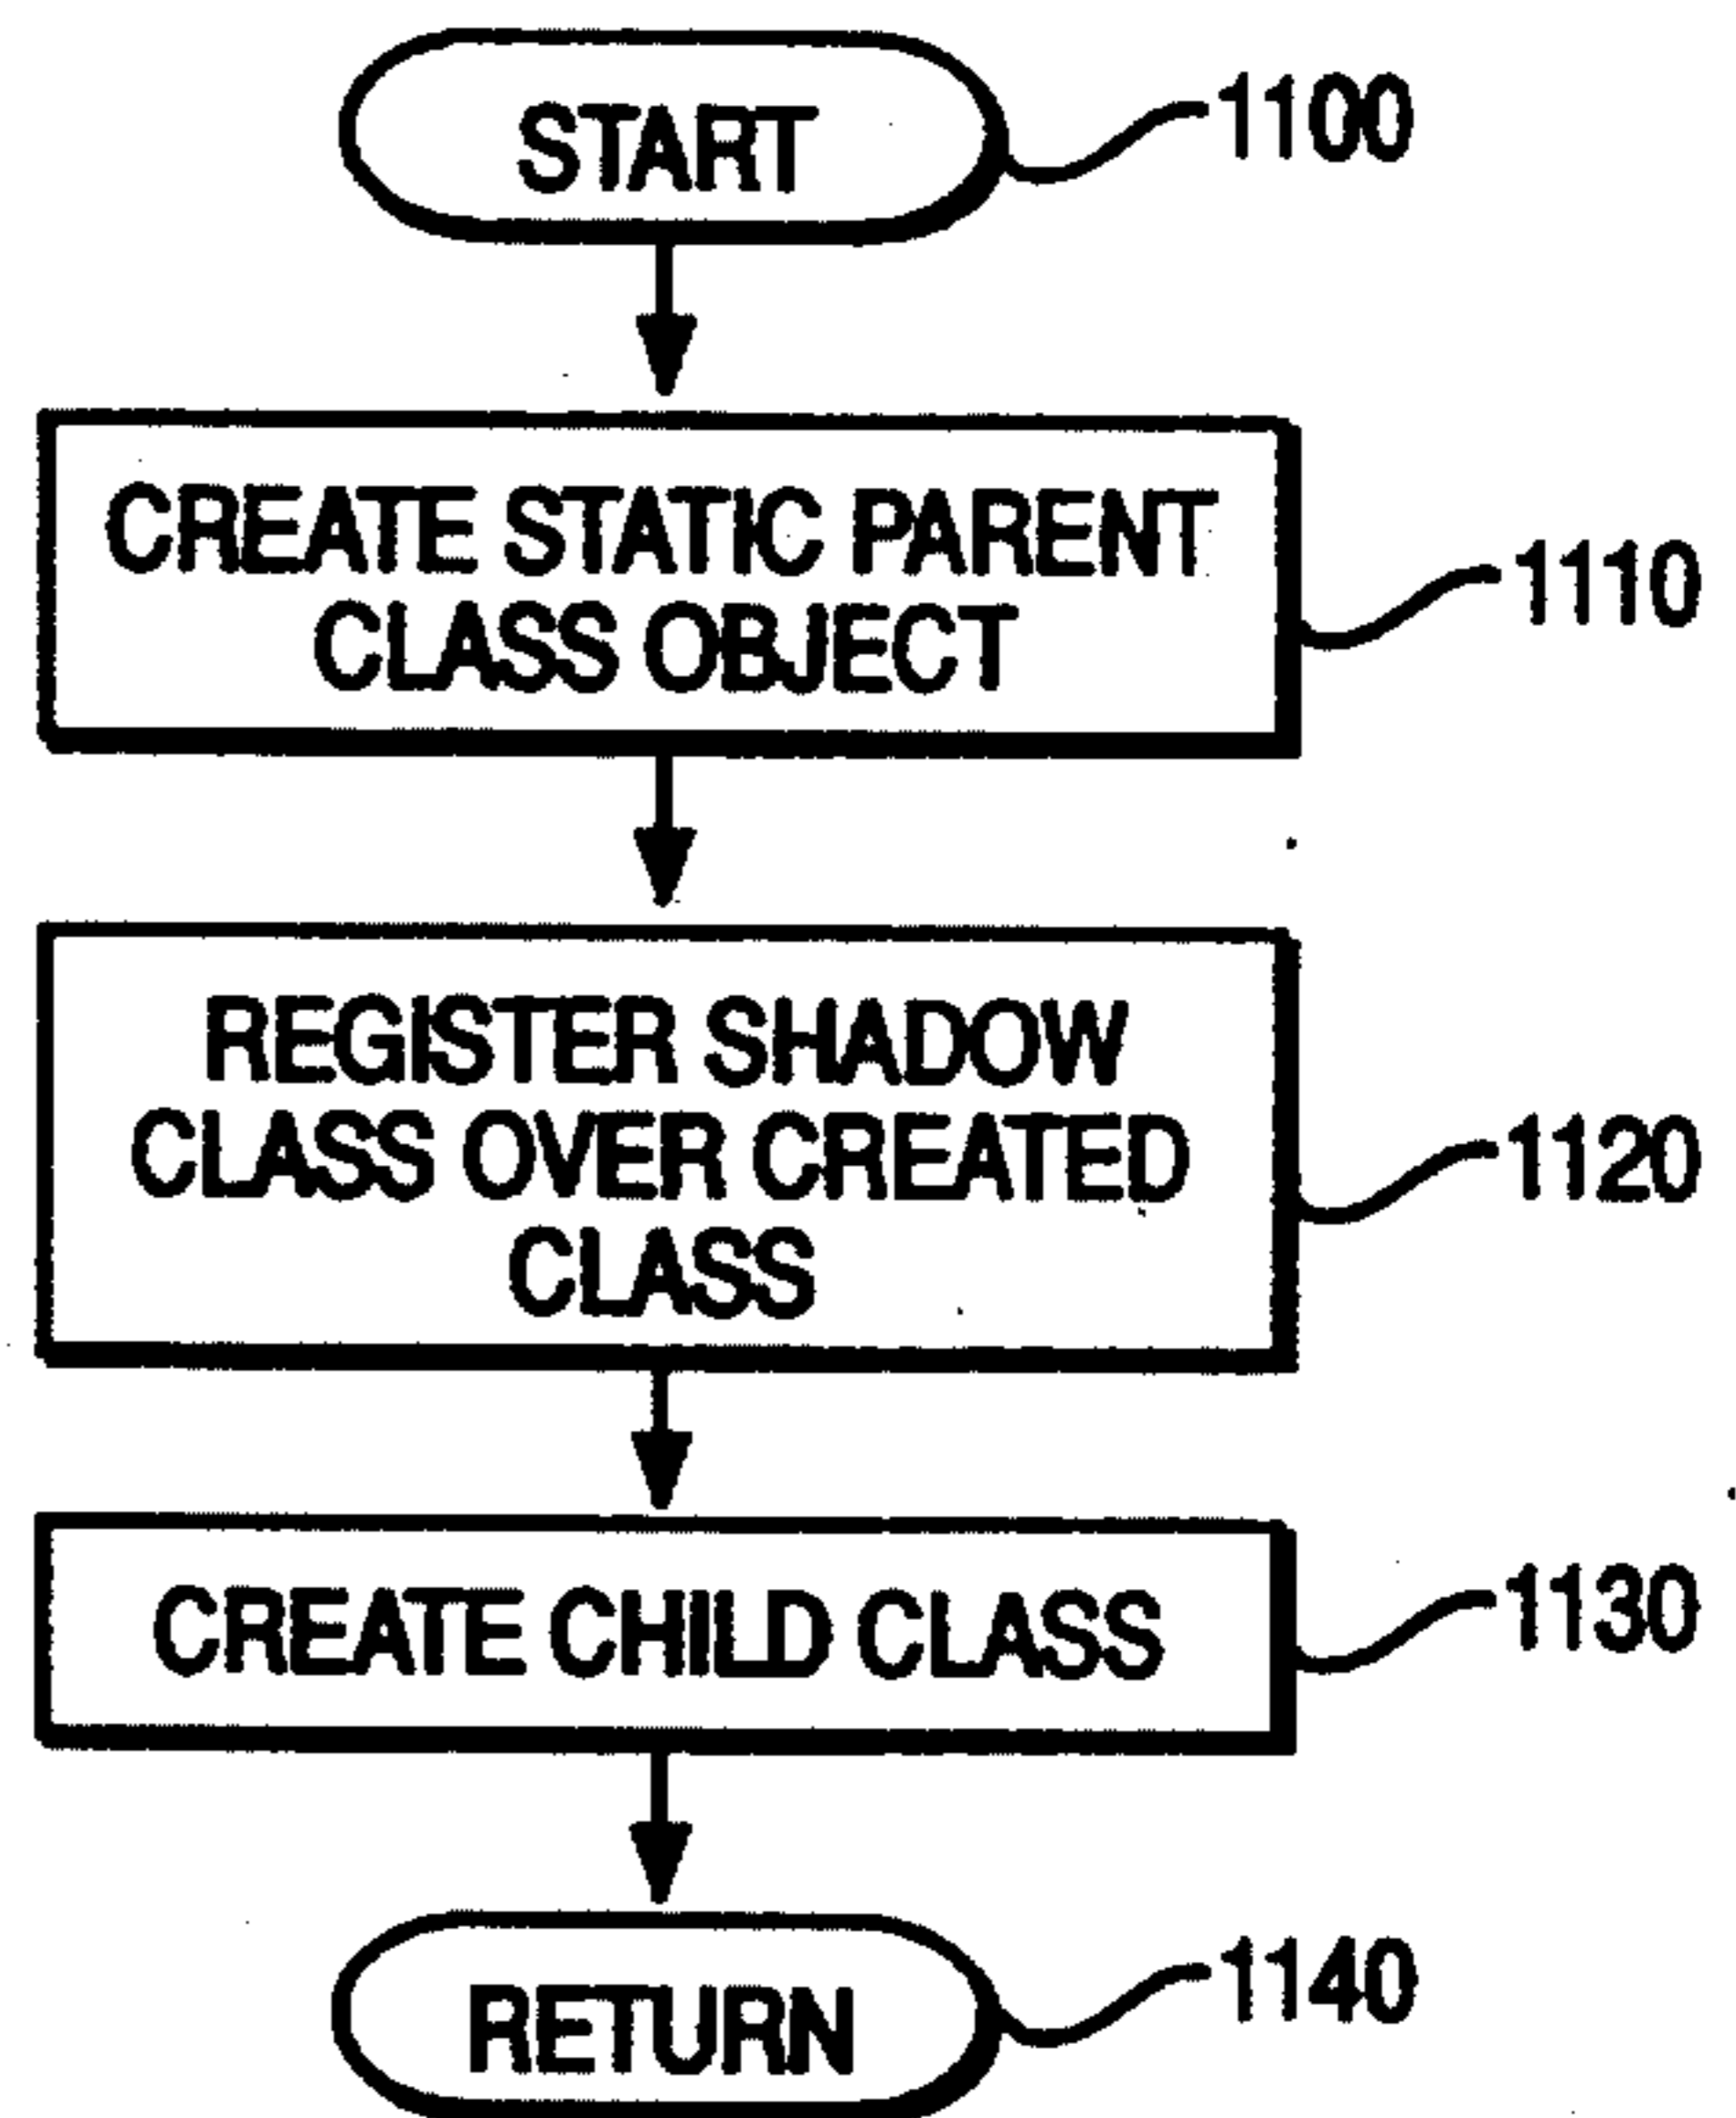 START
1100
CREATE STATIC PARENT
CLASS OBJECT
1110
REGISTER SHADOW
CLASS OVER CREATED
CLASS
1120
CREATE CHILD CLASS
1130
RETURN
1140